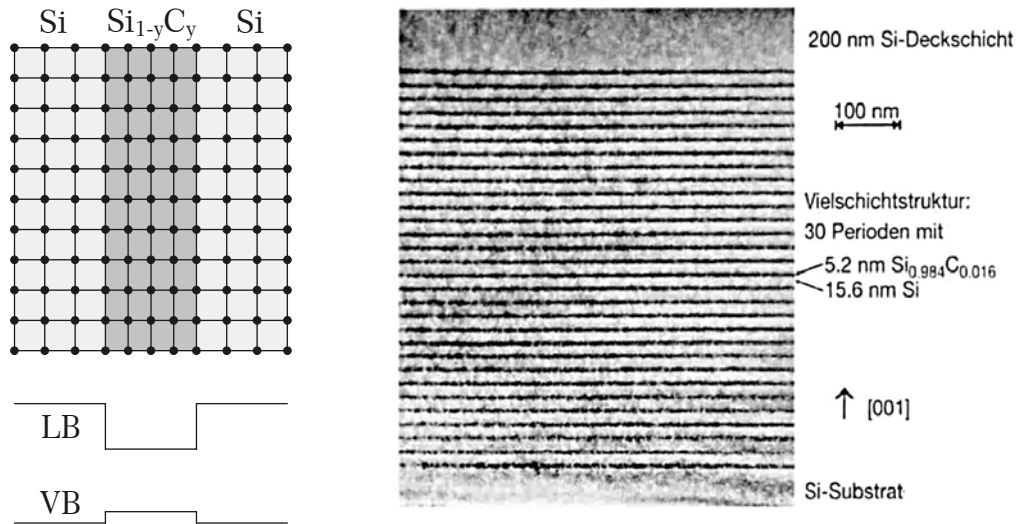 Si Si₁₋yCy Si
LB
VB
200 nm Si-Deckschicht
100 nm
Vielschichtstruktur:
30 Perioden mit
5.2 nm Si₀.₉₈₄C₀.₀₁₆
15.6 nm Si
[001]
Si-Substrat